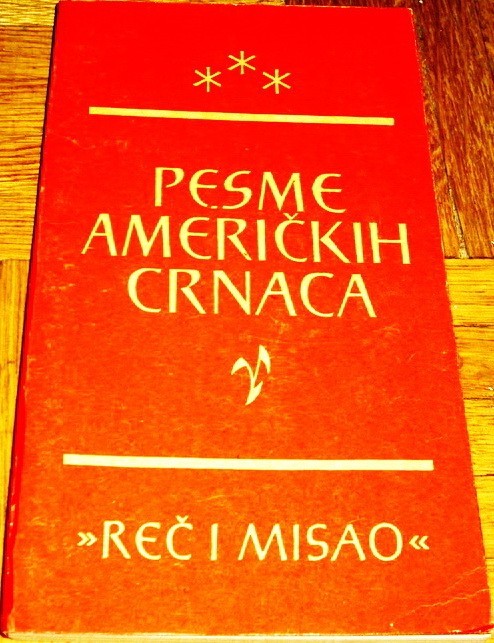 * * *
PESME
AMERIČKIH
CRNACA
»REČ I MISAO«